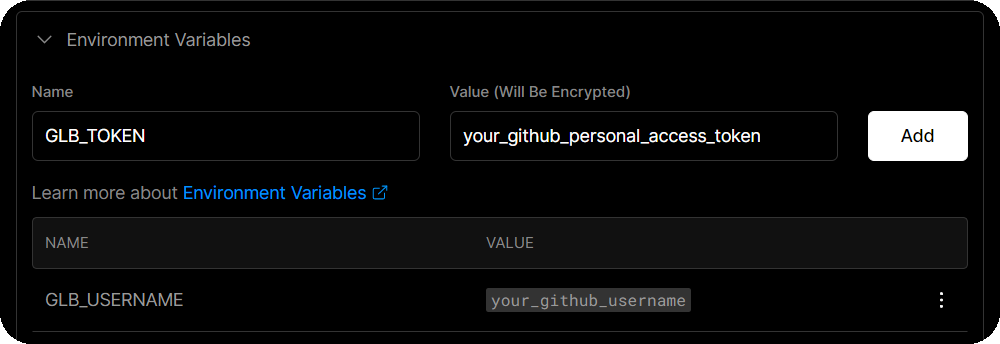 Environment Variables
Name Value (Will Be Encrypted)
GLB_TOKEN your_github_personal_access_token Add
Learn more about Environment Variables
NAME VALUE
GLB_USERNAME your_github_username